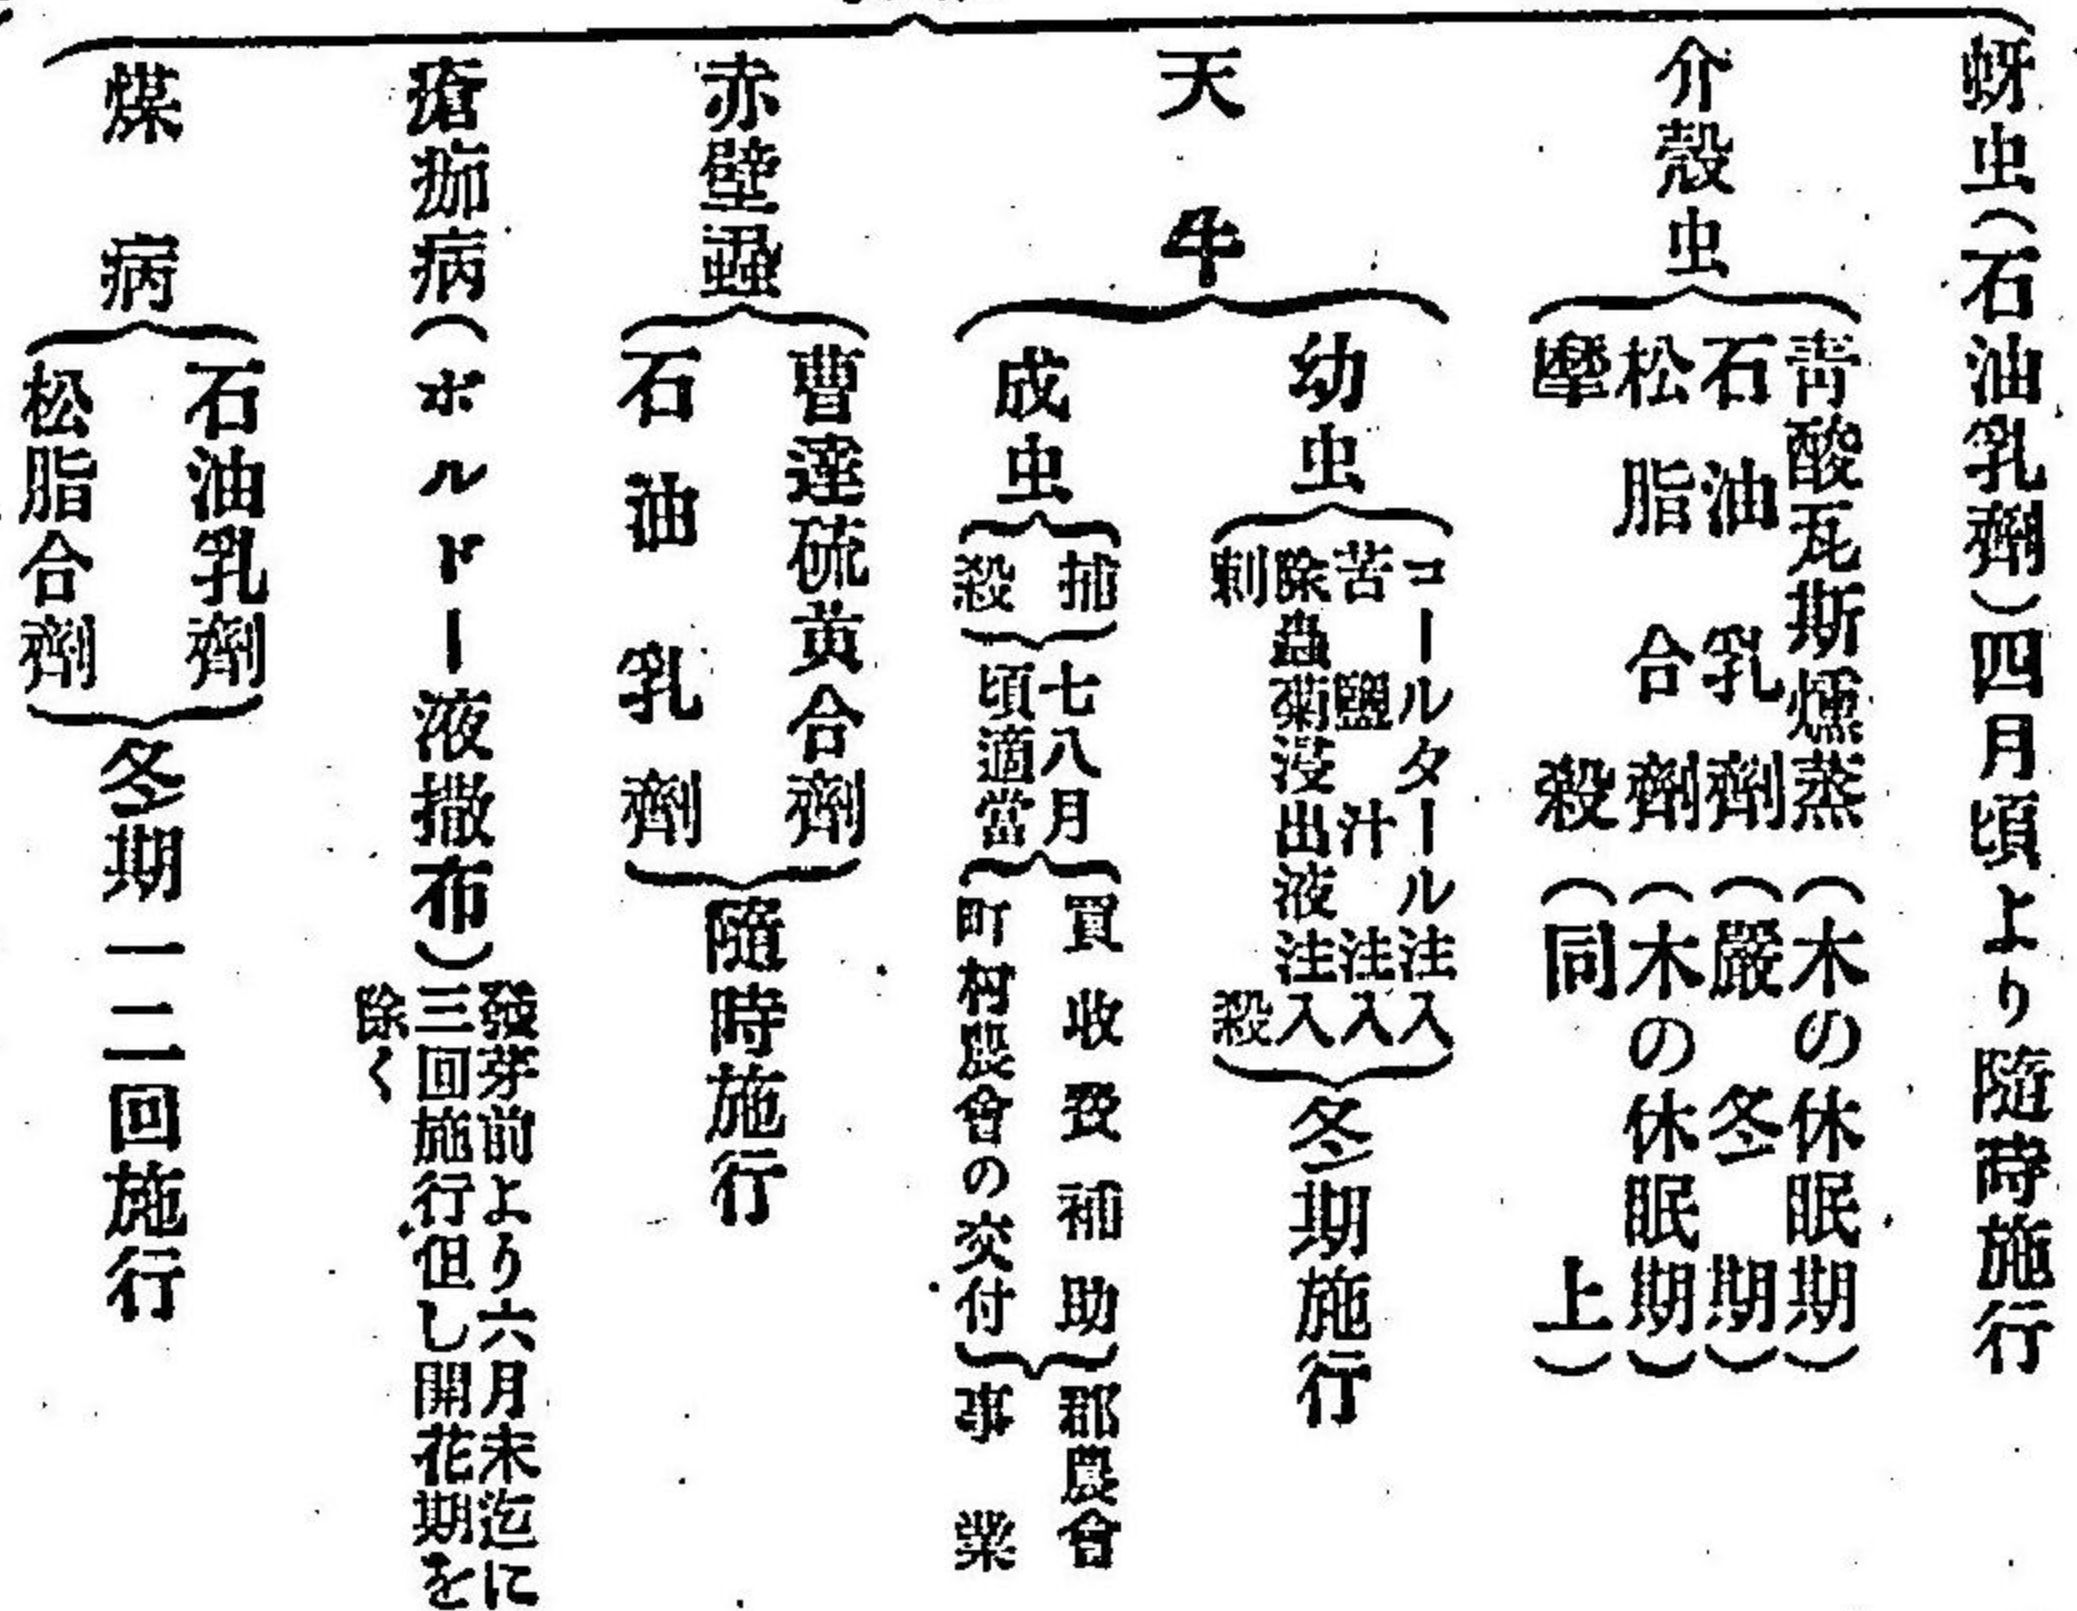 蚜虫(石油乳劑)四月頃より隨時施行
介殼虫
靑酸瓦斯燻蒸(木の休眠期)
石油乳劑(嚴冬期)
松脂合劑(木の休眠期)
殺(同上)
天牛
幼虫
コールタール注入
苦鹽汁注入
除蟲菊浸出液注入
刺殺
冬期施行
成虫
捕殺
七八月頃適當
買收費補助
町村農會の交付
郡農會事業
赤壁蝨
曹達硫黄合劑
石油乳劑
隨時施行
瘡痂病(ボルドー液撒布)
發芽前より六月末迄に
三回施行但し開花期を
除く
煤病
石油乳劑
松脂合劑
冬期一二回施行